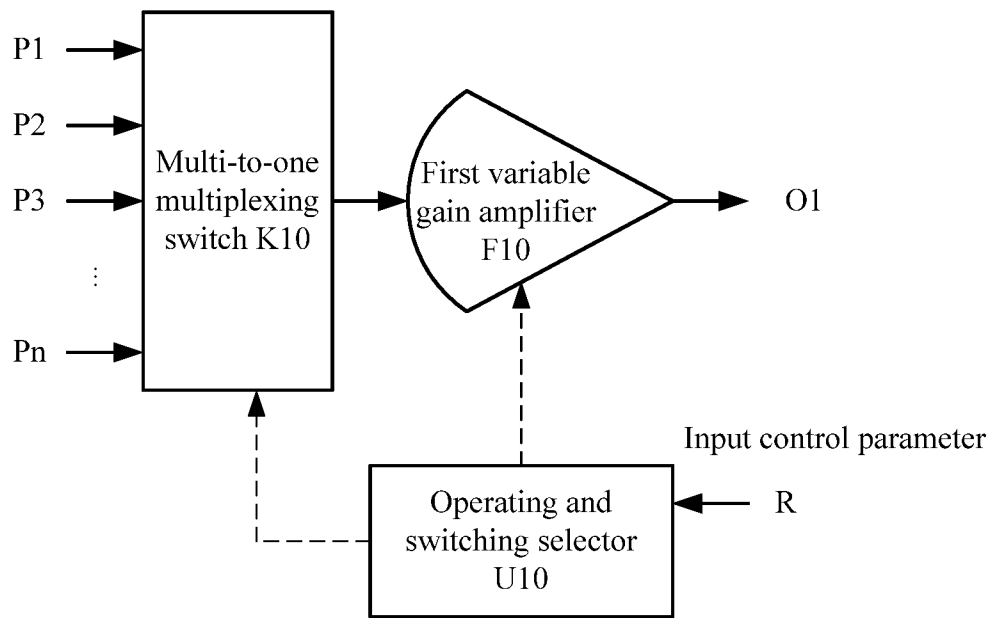 P1
P2
P3
⋮
Pn
Multi-to-one
multiplexing
switch K10
First variable
gain amplifier
F10
O1
Input control parameter
R
Operating and
switching selector
U10